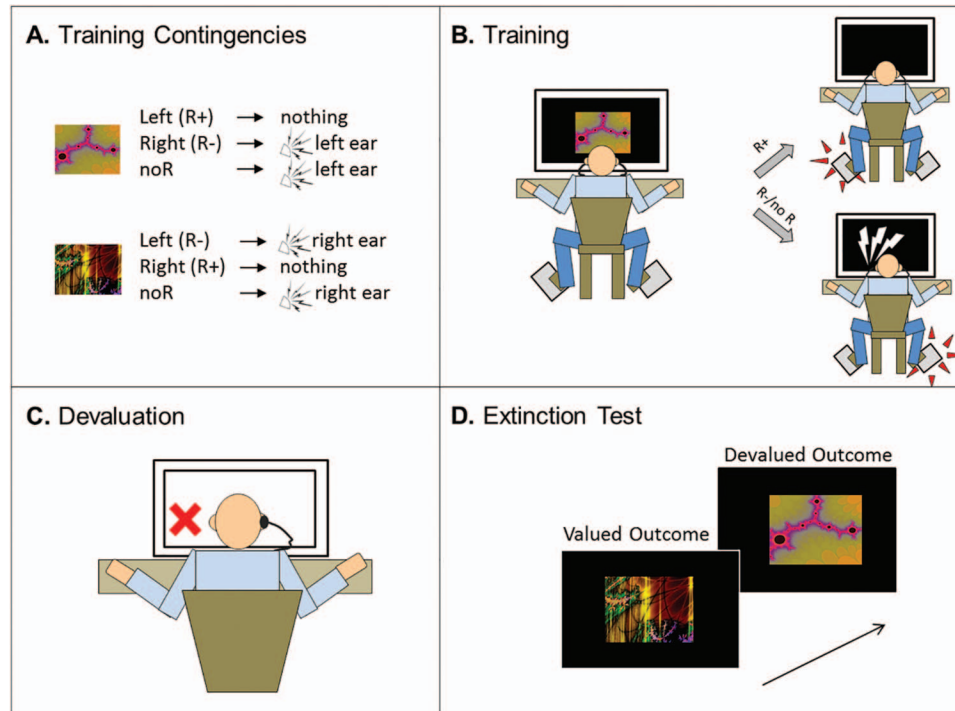 A. Training Contingencies
Left (R+) → nothing
Right (R-) → left ear
noR → left ear
Left (R-) → right ear
Right (R+) → nothing
noR → right ear
B. Training
R+
R-/no R
C. Devaluation
D. Extinction Test
Devalued Outcome
Valued Outcome